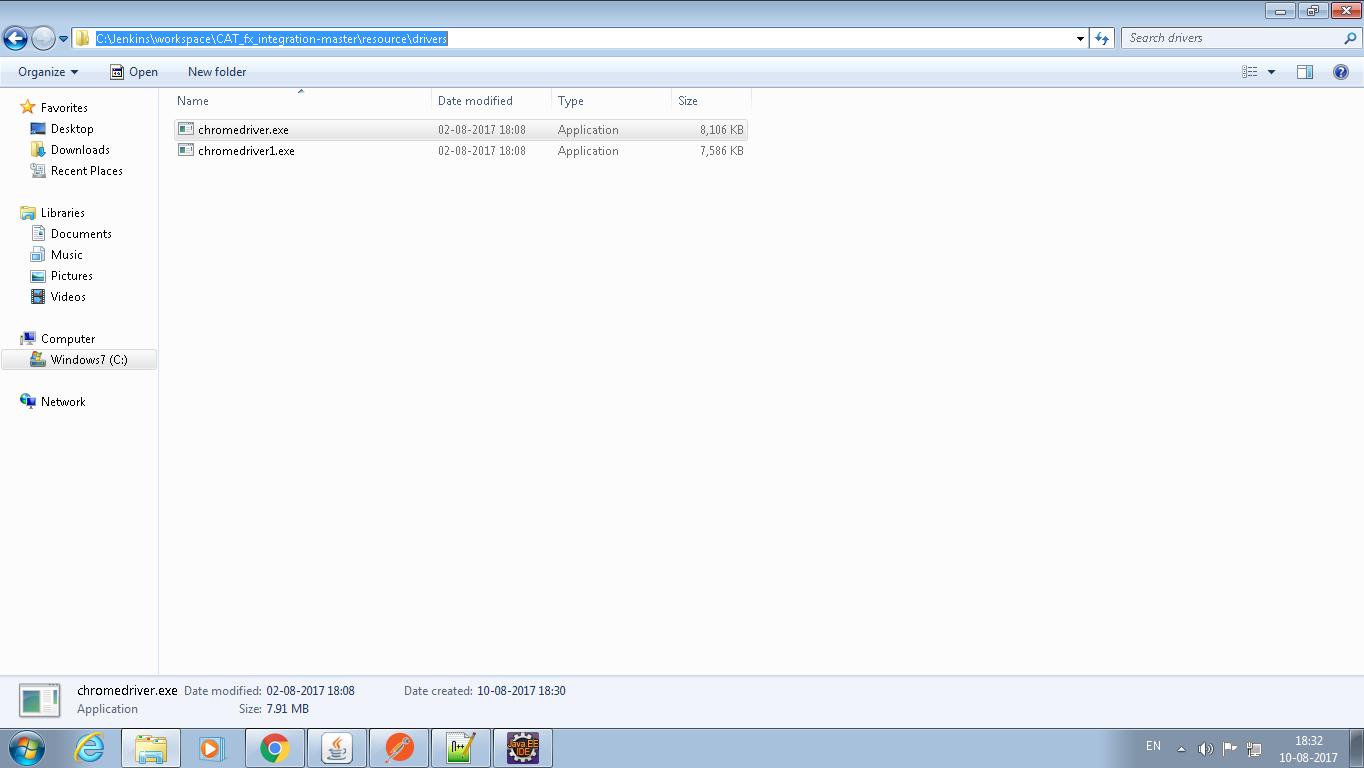 C:\Jenkins\workspace\CAT_fx_integration-master\resource\drivers
Search drivers
Organize
Open
New folder
Name
Date modified
Type
Size
Favorites
Desktop
Downloads
Recent Places
Libraries
Documents
Music
Pictures
Videos
Computer
Windows7 (C:)
Network
chromedriver.exe 02-08-2017 18:08 Application 8,106 KB
chromedriver1.exe 02-08-2017 18:08 Application 7,586 KB
chromedriver.exe Date modified: 02-08-2017 18:08 Date created: 10-08-2017 18:30
Application Size: 7.91 MB
Java EE
IDE
EN
18:32
10-08-2017